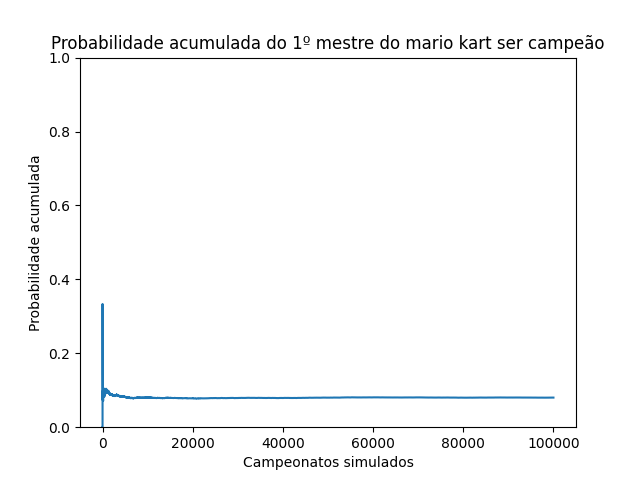 Probabilidade acumulada do 1º mestre do mario kart ser campeão
1.0
0.8
0.6
0.4
0.2
0.0
Probabilidade acumulada
0 20000 40000 60000 80000 100000
Campeonatos simulados